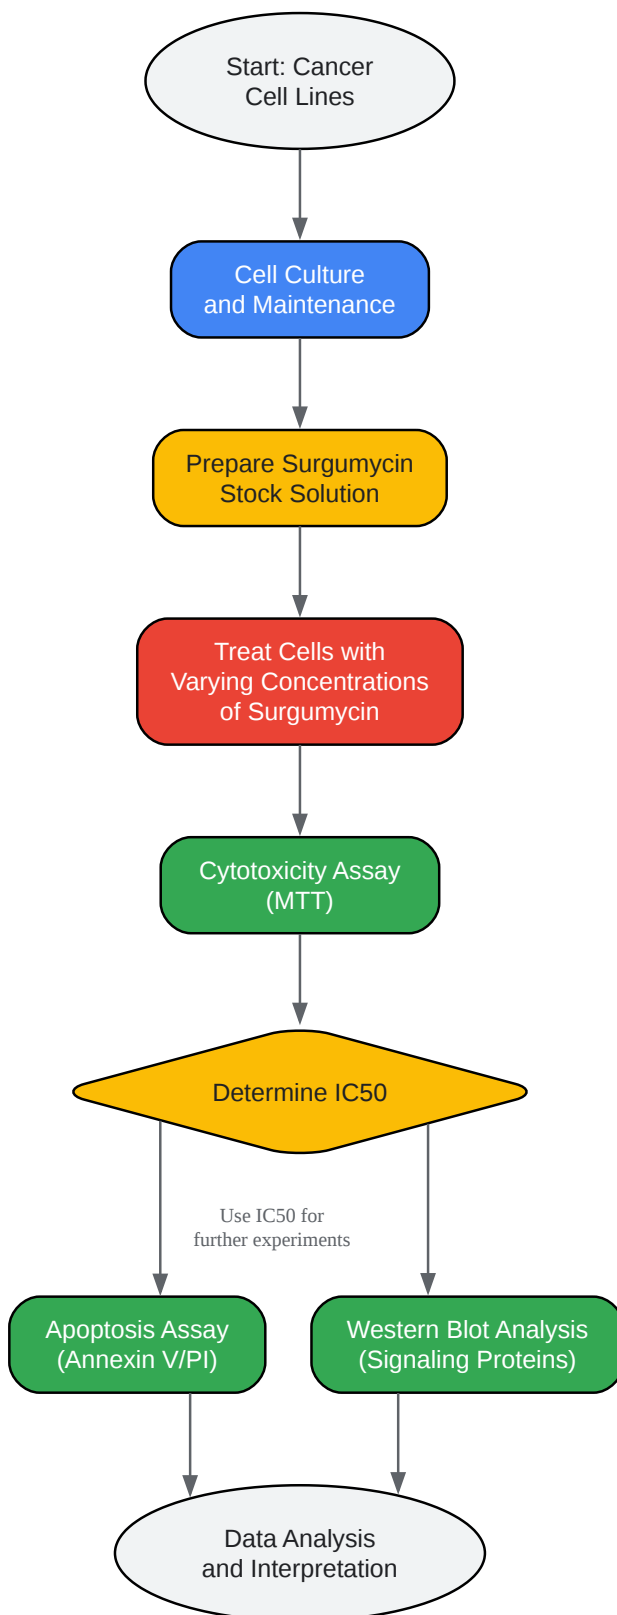 Start: Cancer
Cell Lines
Cell Culture
and Maintenance
Prepare Surgumycin
Stock Solution
Treat Cells with
Varying Concentrations
of Surgumycin
Cytotoxicity Assay
(MTT)
Determine IC50
Use IC50 for
further experiments
Apoptosis Assay
(Annexin V/PI)
Western Blot Analysis
(Signaling Proteins)
Data Analysis
and Interpretation